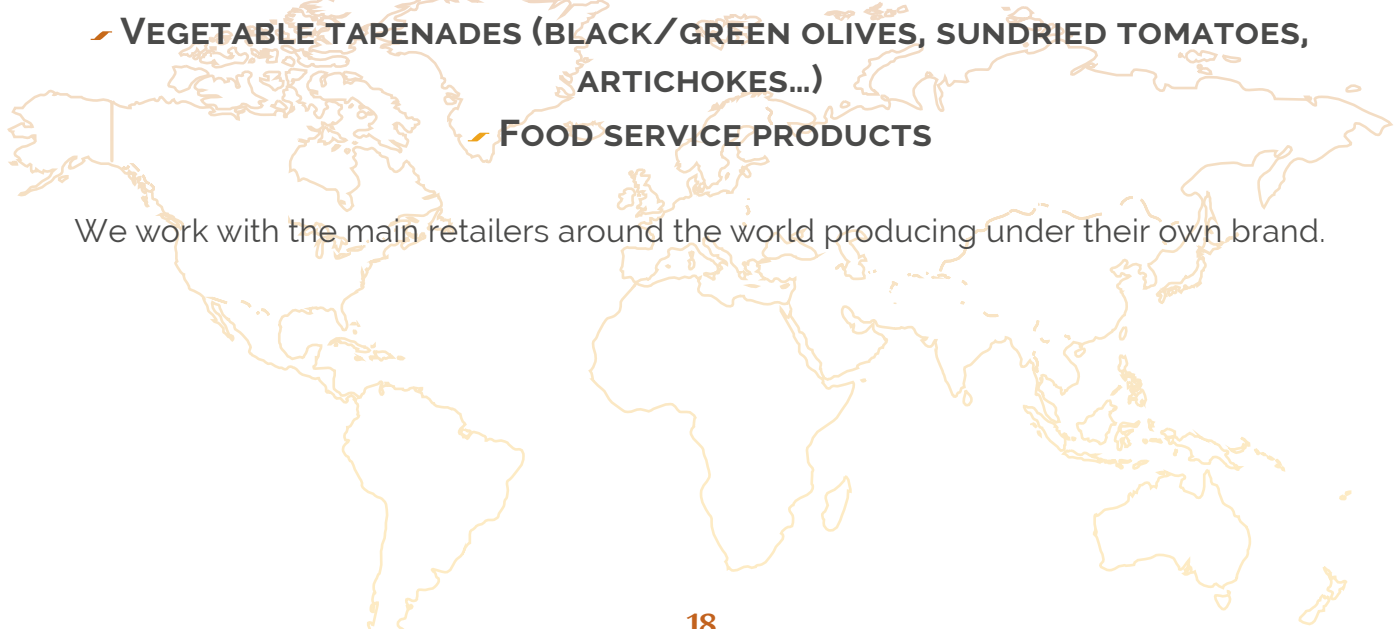 Vegetable tapenades (black/green olives, sundried tomatoes,
artichokes...)
Food service products
We work with the main retailers around the world producing under their own brand.
18